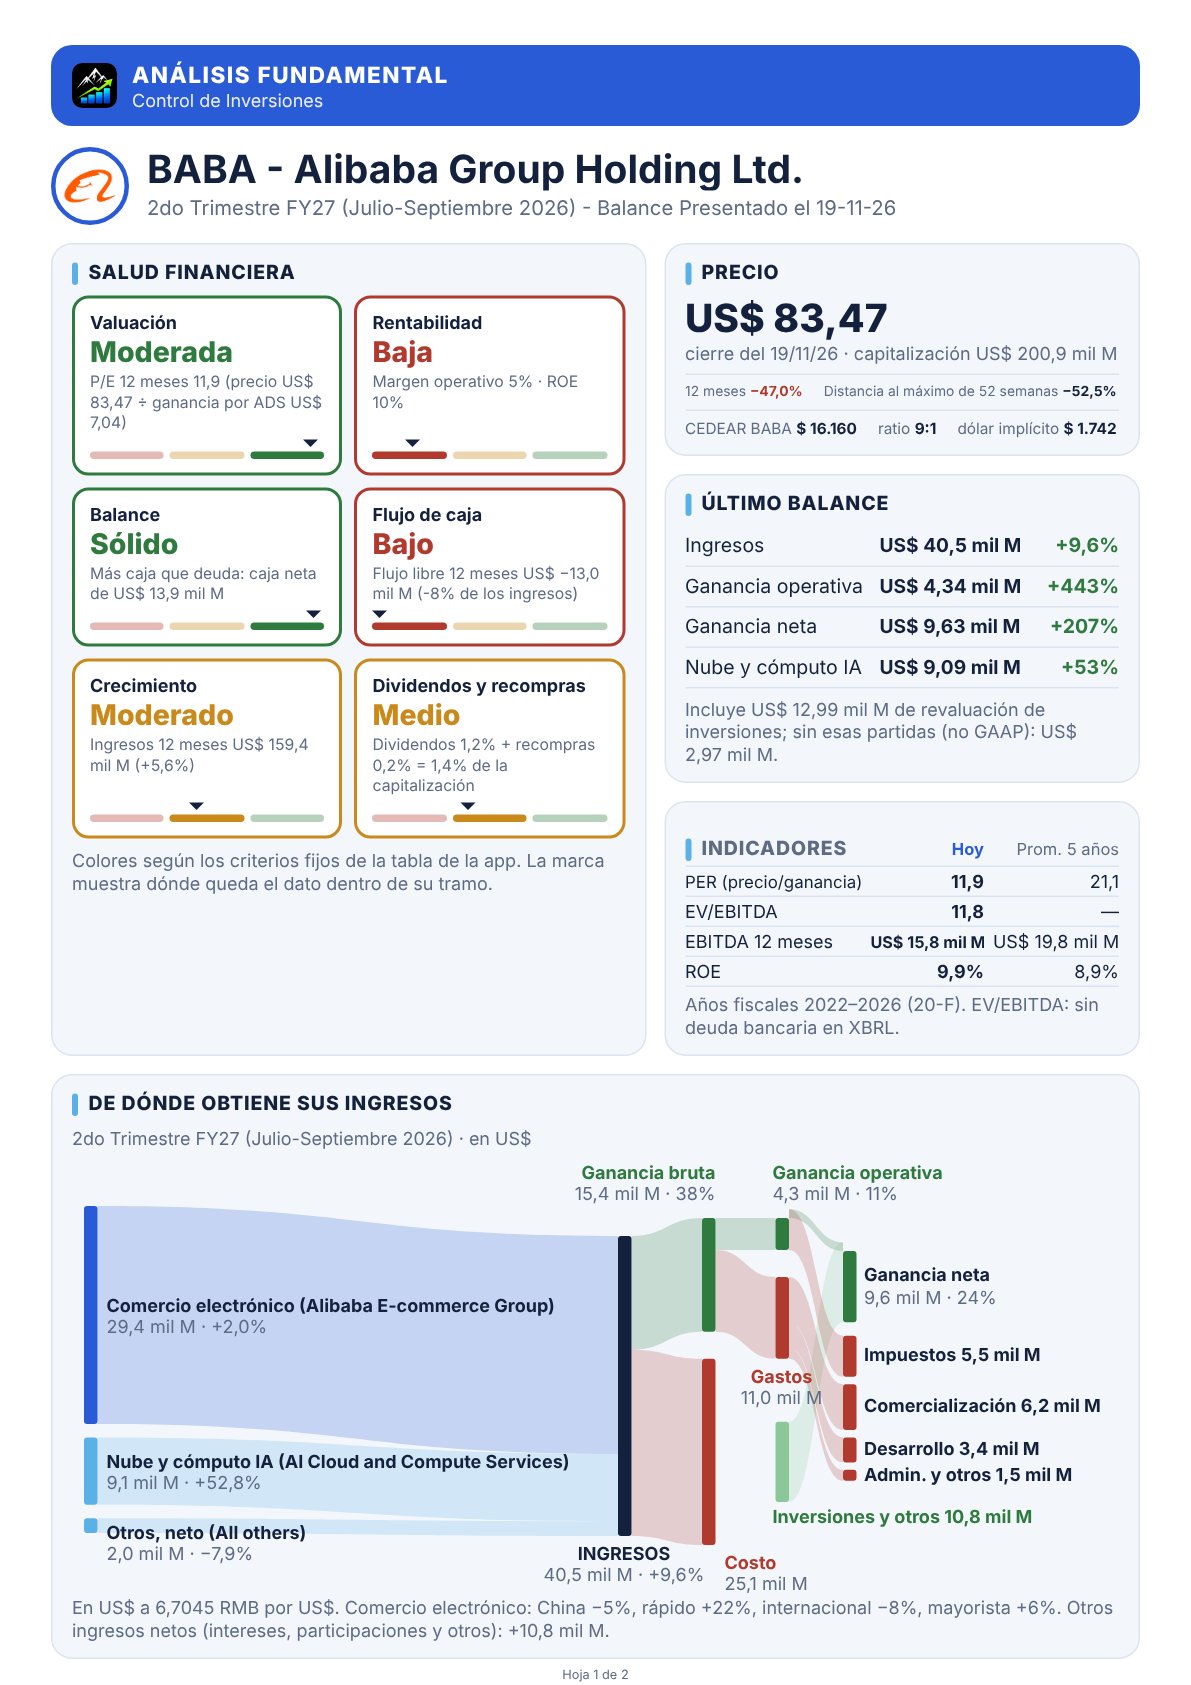 ANÁLISIS FUNDAMENTAL
Control de Inversiones
BABA - Alibaba Group Holding Ltd.
2do Trimestre FY27 (Julio-Septiembre 2026) - Balance Presentado el 19-11-26
SALUD FINANCIERA
Valuación
Moderada
P/E 12 meses 11,9 (precio US$
83,47 ÷ ganancia por ADS US$
7,04)
Rentabilidad
Baja
Margen operativo 5% · ROE
10%
Balance
Sólido
Más caja que deuda: caja neta
de US$ 13,9 mil M
Flujo de caja
Bajo
Flujo libre 12 meses US$ −13,0
mil M (-8% de los ingresos)
Crecimiento
Moderado
Ingresos 12 meses US$ 159,4
mil M (+5,6%)
Dividendos y recompras
Medio
Dividendos 1,2% + recompras
0,2% = 1,4% de la
capitalización
Colores según los criterios fijos de la tabla de la app. La marca
muestra dónde queda el dato dentro de su tramo.
PRECIO
US$ 83,47
cierre del 19/11/26 · capitalización US$ 200,9 mil M
12 meses −47,0% Distancia al máximo de 52 semanas −52,5%
CEDEAR BABA $ 16.160 ratio 9:1 dólar implícito $ 1.742
ÚLTIMO BALANCE
Ingresos US$ 40,5 mil M +9,6%
Ganancia operativa US$ 4,34 mil M +443%
Ganancia neta US$ 9,63 mil M +207%
Nube y cómputo IA US$ 9,09 mil M +53%
Incluye US$ 12,99 mil M de revaluación de
inversiones; sin esas partidas (no GAAP): US$
2,97 mil M.
INDICADORES Hoy Prom. 5 años
PER (precio/ganancia) 11,9 21,1
EV/EBITDA 11,8 —
EBITDA 12 meses US$ 15,8 mil M US$ 19,8 mil M
ROE 9,9% 8,9%
Años fiscales 2022–2026 (20-F). EV/EBITDA: sin
deuda bancaria en XBRL.
DE DÓNDE OBTIENE SUS INGRESOS
2do Trimestre FY27 (Julio-Septiembre 2026) · en US$
Ganancia bruta
15,4 mil M · 38%
Ganancia operativa
4,3 mil M · 11%
Comercio electrónico (Alibaba E-commerce Group)
29,4 mil M · +2,0%
Ganancia neta
9,6 mil M · 24%
Impuestos 5,5 mil M
Gastos
11,0 mil M
Comercialización 6,2 mil M
Desarrollo 3,4 mil M
Admin. y otros 1,5 mil M
Nube y cómputo IA (AI Cloud and Compute Services)
9,1 mil M · +52,8%
Inversiones y otros 10,8 mil M
Otros, neto (All others)
2,0 mil M · −7,9%
INGRESOS
40,5 mil M · +9,6%
Costo
25,1 mil M
En US$ a 6,7045 RMB por US$. Comercio electrónico: China −5%, rápido +22%, internacional −8%, mayorista +6%. Otros
ingresos netos (intereses, participaciones y otros): +10,8 mil M.
Hoja 1 de 2